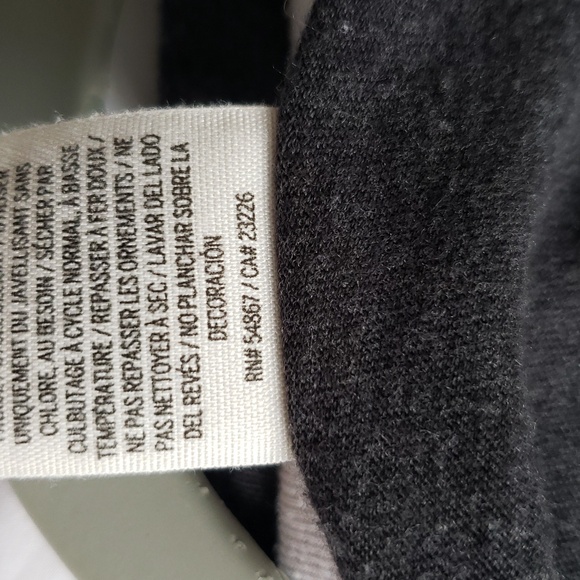 UNIQUEMENT DU JAVELLISANT SANS
CHLORE, AU BESOIN / SÉCHER PAR
CULBUTAGE À CYCLE NORMAL, À BASSE
TEMPÉRATURE / REPASSER À FER DOUX /
NE PAS REPASSER LES ORNEMENTS / NE
PAS NETTOYER À SEC / LAVAR DEL LADO
DEL REVÉS / NO PLANCHAR SOBRE LA
DECORACIÓN
RN# 54867 / CA# 23226